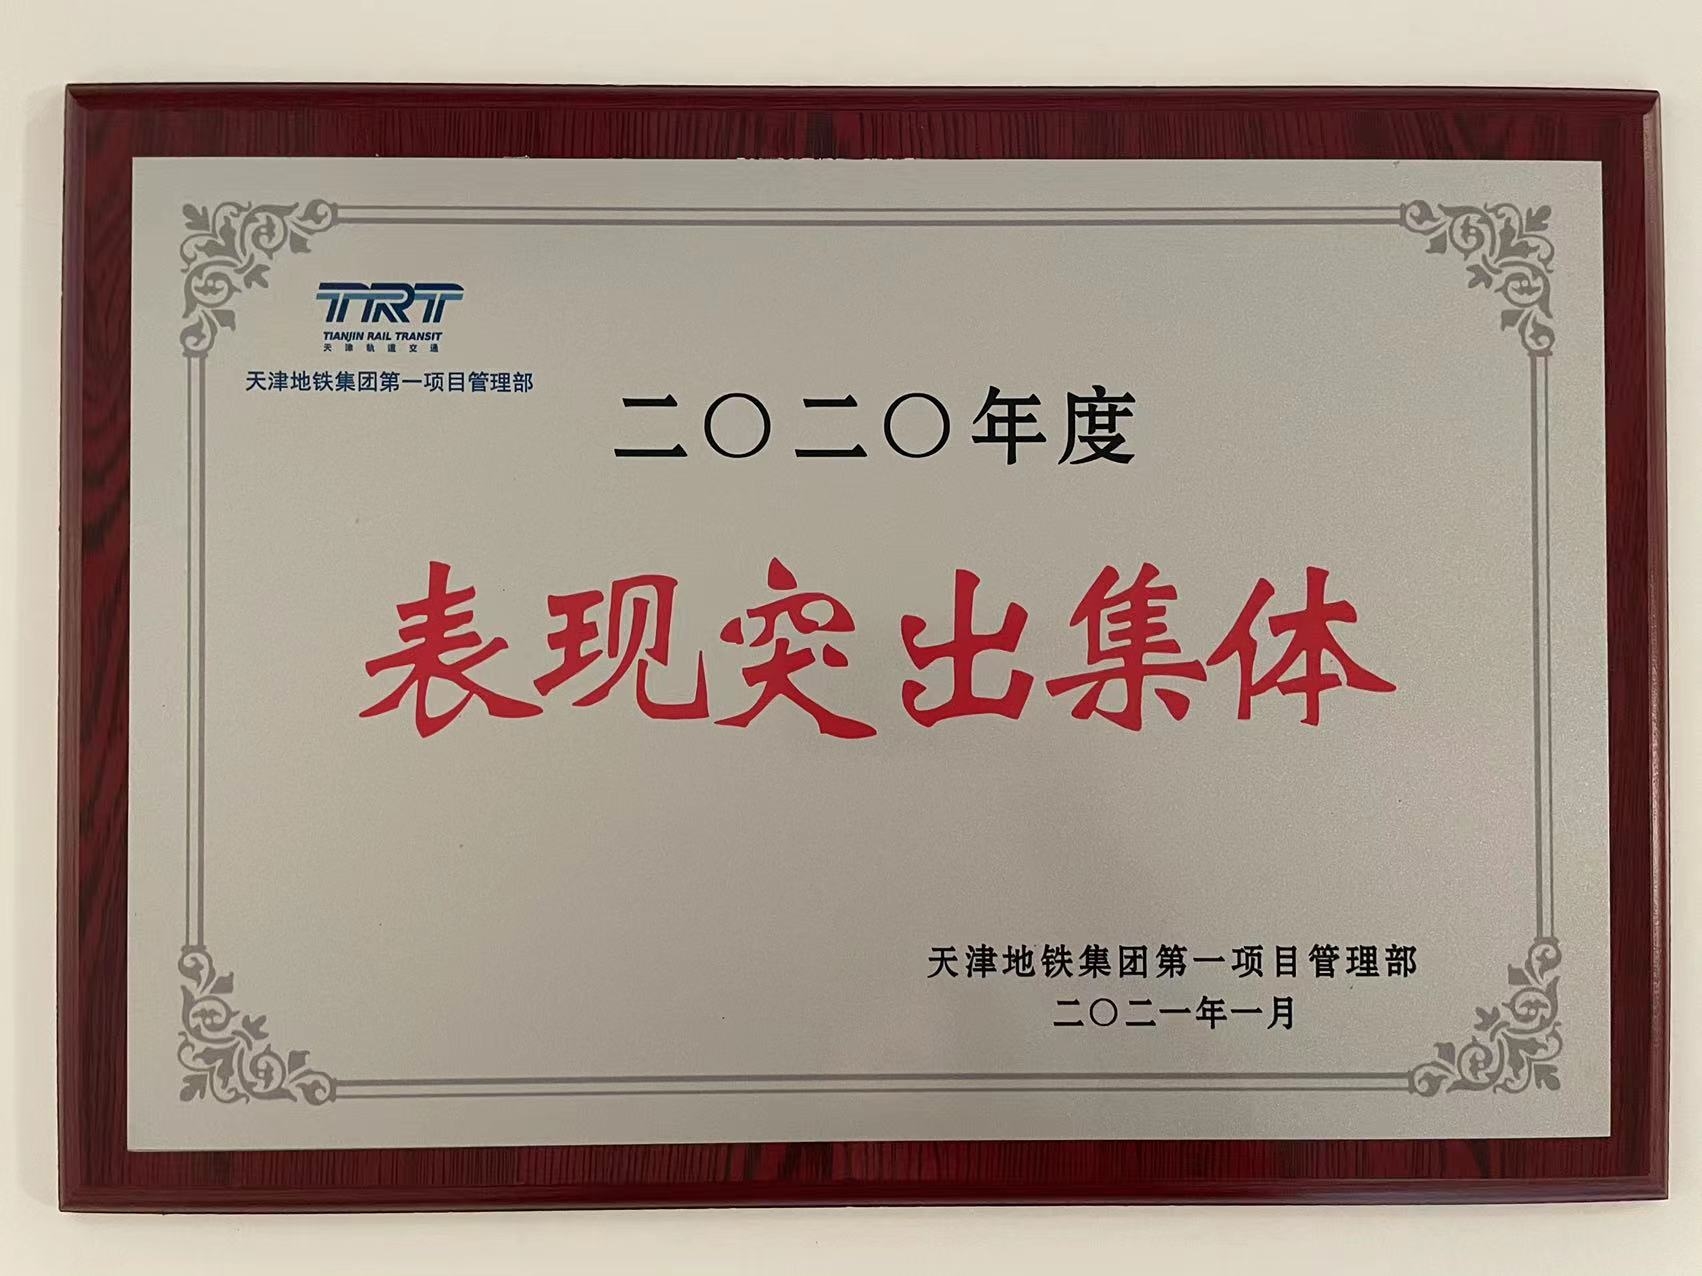 TRT
TIANJIN RAIL TRANSIT
天津轨道交通
天津地铁集团第一项目管理部
二〇二〇年度
表现突出集体
天津地铁集团第一项目管理部
二〇二一年一月